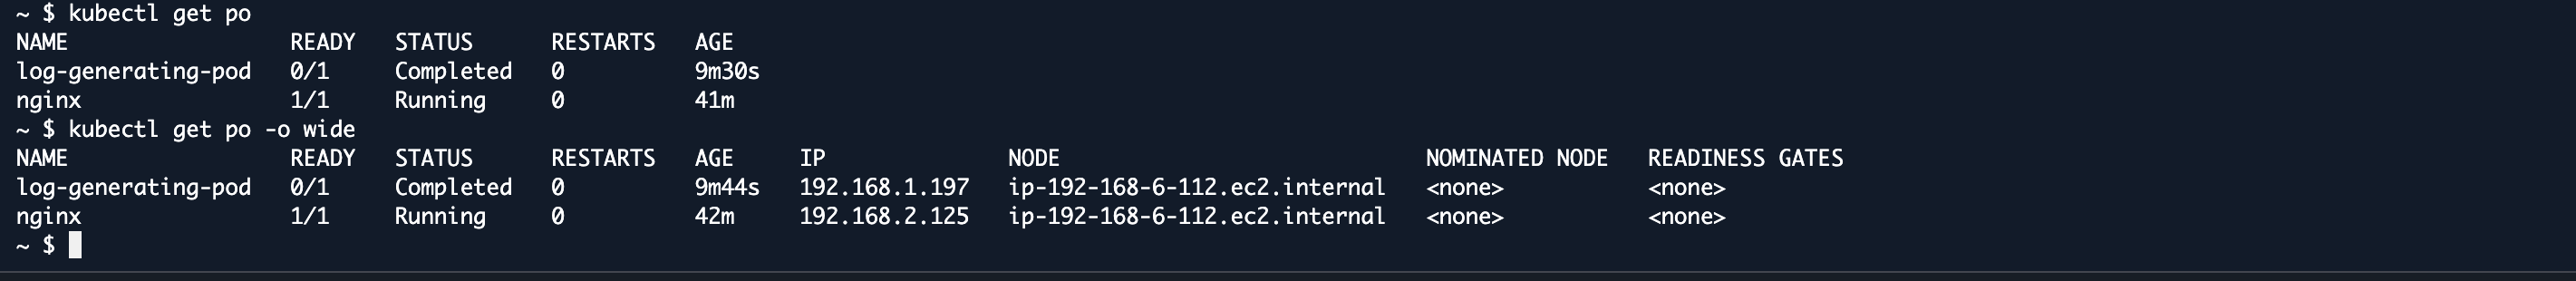 ~ $ kubectl get po
NAME                 READY   STATUS      RESTARTS   AGE
log-generating-pod   0/1     Completed   0          9m30s
nginx                1/1     Running     0          41m
~ $ kubectl get po -o wide
NAME                 READY   STATUS      RESTARTS   AGE     IP              NODE                            NOMINATED NODE   READINESS GATES
log-generating-pod   0/1     Completed   0          9m44s   192.168.1.197   ip-192-168-6-112.ec2.internal   <none>           <none>
nginx                1/1     Running     0          42m     192.168.2.125   ip-192-168-6-112.ec2.internal   <none>           <none>
~ $